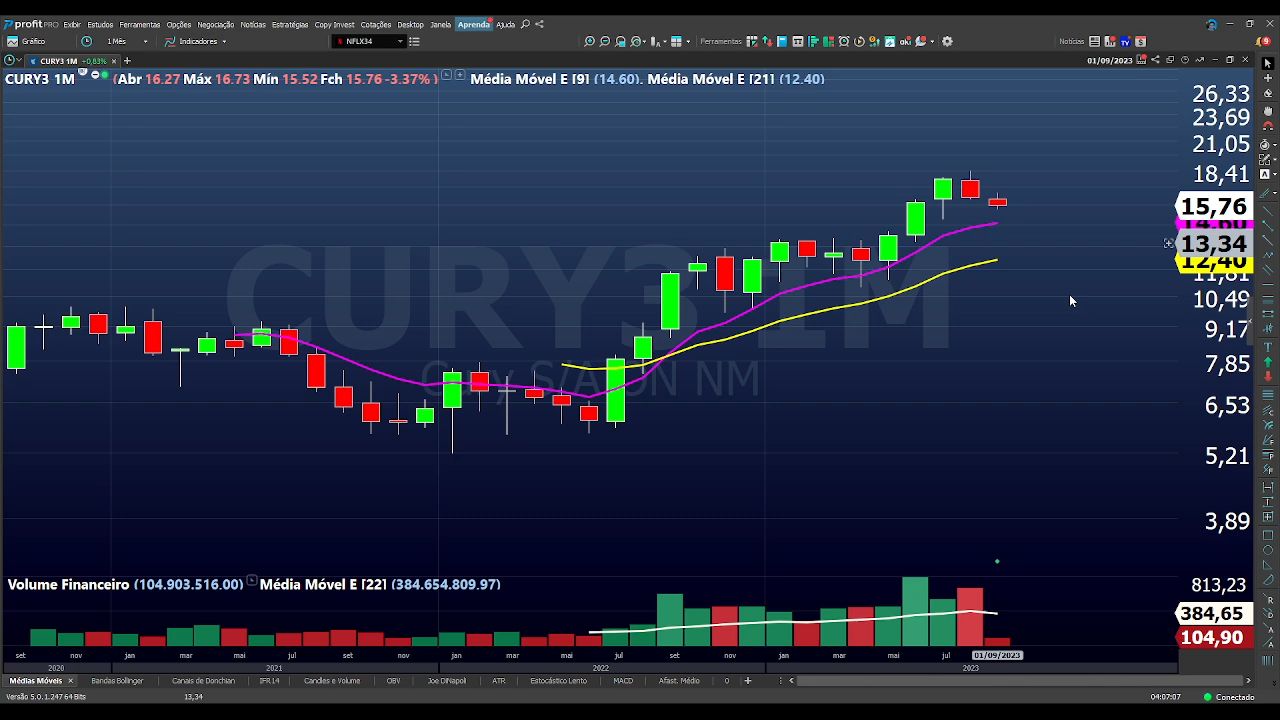 profit PRO Exibir Estudos Ferramentas Opções Negociação Notícias Estratégias Copy Invest Cotações Desktop Janela Aprenda Ajuda
Gráfico 1 Mês Indicadores NFLX34 Ferramentas Notícias 9
CURY3 1M +0,83% 01/09/2023
CURY3 1M (Abr 16.27 Máx 16.73 Mín 15.52 Fch 15.76 -3.37% ) Média Móvel E [9] (14.60). Média Móvel E [21] (12.40)
26,33
23,69
21,05
18,41
15,76
14,60
13,34
12,40
11,81
10,49
9,17
7,85
6,53
5,21
3,89
CURY3 1M
Cury S/A ON NM
Volume Financeiro (104.903.516.00) Média Móvel E [22] (384.654.809.97)
813,23
384,65
104,90
set nov jan mar mai jul set nov jan mar mai jul set nov jan mar mai jul 01/09/2023
2020 2021 2022 2023
Médias Móveis Bandas Bollinger Canais de Donchian IFR14 Candles e Volume OBV Joe DiNapoli ATR Estocástico Lento MACD Afast. Médio 0
Versão 5.0.1.247 64 Bits 13,34 04:07:07 Conectado